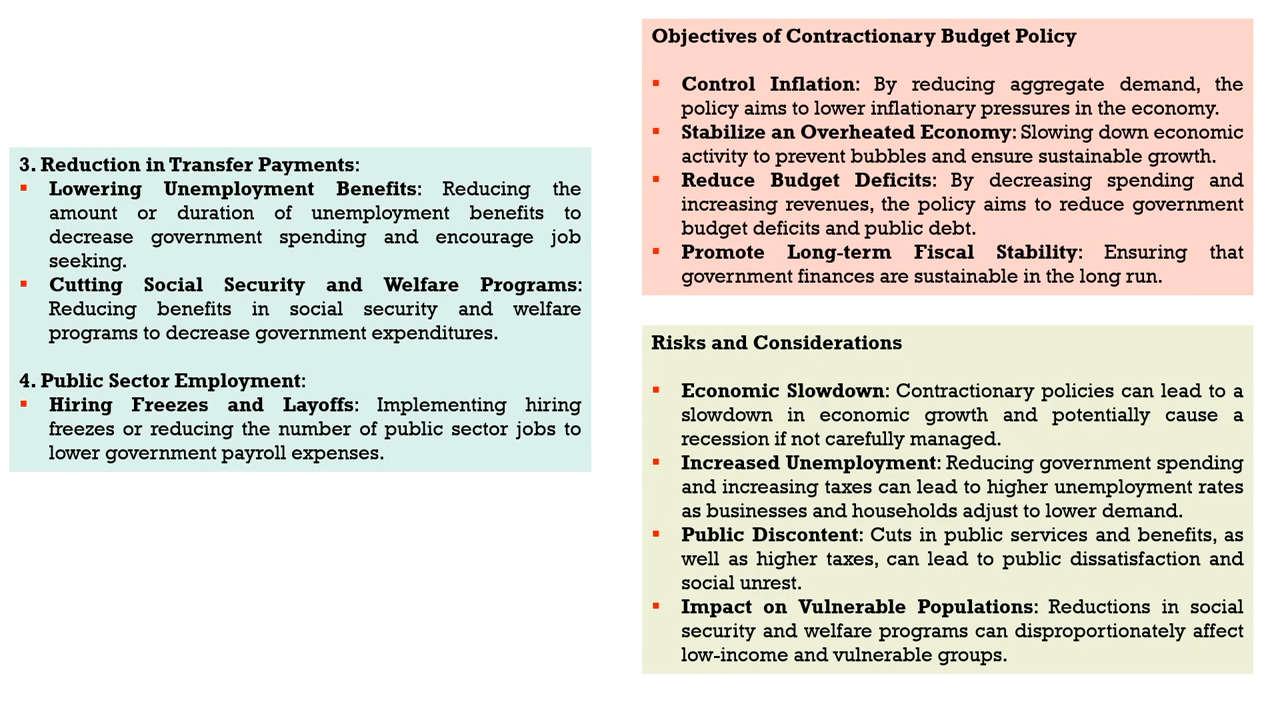 3. Reduction in Transfer Payments:
▪ Lowering Unemployment Benefits: Reducing the
amount or duration of unemployment benefits to
decrease government spending and encourage job
seeking.
▪ Cutting Social Security and Welfare Programs:
Reducing benefits in social security and welfare
programs to decrease government expenditures.
4. Public Sector Employment:
▪ Hiring Freezes and Layoffs: Implementing hiring
freezes or reducing the number of public sector jobs to
lower government payroll expenses.
Objectives of Contractionary Budget Policy
▪ Control Inflation: By reducing aggregate demand, the
policy aims to lower inflationary pressures in the economy.
▪ Stabilize an Overheated Economy: Slowing down economic
activity to prevent bubbles and ensure sustainable growth.
▪ Reduce Budget Deficits: By decreasing spending and
increasing revenues, the policy aims to reduce government
budget deficits and public debt.
▪ Promote Long-term Fiscal Stability: Ensuring that
government finances are sustainable in the long run.
Risks and Considerations
▪ Economic Slowdown: Contractionary policies can lead to a
slowdown in economic growth and potentially cause a
recession if not carefully managed.
▪ Increased Unemployment: Reducing government spending
and increasing taxes can lead to higher unemployment rates
as businesses and households adjust to lower demand.
▪ Public Discontent: Cuts in public services and benefits, as
well as higher taxes, can lead to public dissatisfaction and
social unrest.
▪ Impact on Vulnerable Populations: Reductions in social
security and welfare programs can disproportionately affect
low-income and vulnerable groups.